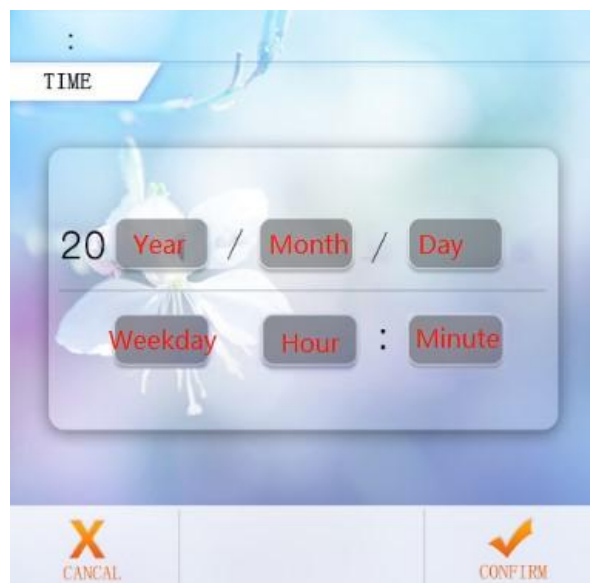 :
TIME
20 Year / Month / Day
Weekday Hour : Minute
X
CANCAL
CONFIRM